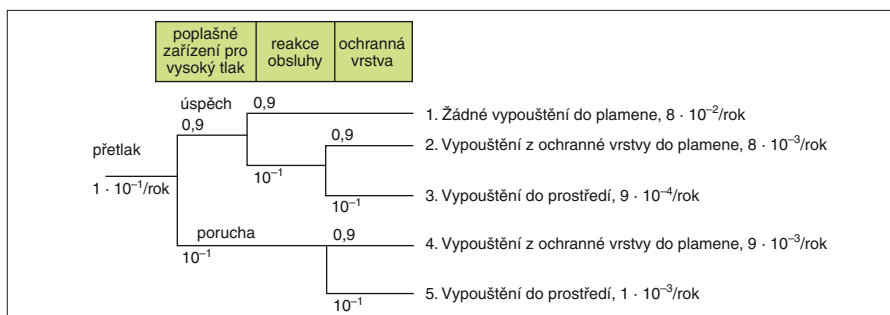 poplašné
zařízení pro
vysoký tlak
reakce
obsluhy
ochranná
vrstva
úspěch
0,9
0,9
1. Žádné vypouštění do plamene, 8 · 10⁻²/rok
0,9
2. Vypouštění z ochranné vrstvy do plamene, 8 · 10⁻³/rok
přetlak
1 · 10⁻¹/rok
10⁻¹
3. Vypouštění do prostředí, 9 · 10⁻⁴/rok
10⁻¹
porucha
10⁻¹
0,9
4. Vypouštění z ochranné vrstvy do plamene, 9 · 10⁻³/rok
5. Vypouštění do prostředí, 1 · 10⁻³/rok
10⁻¹